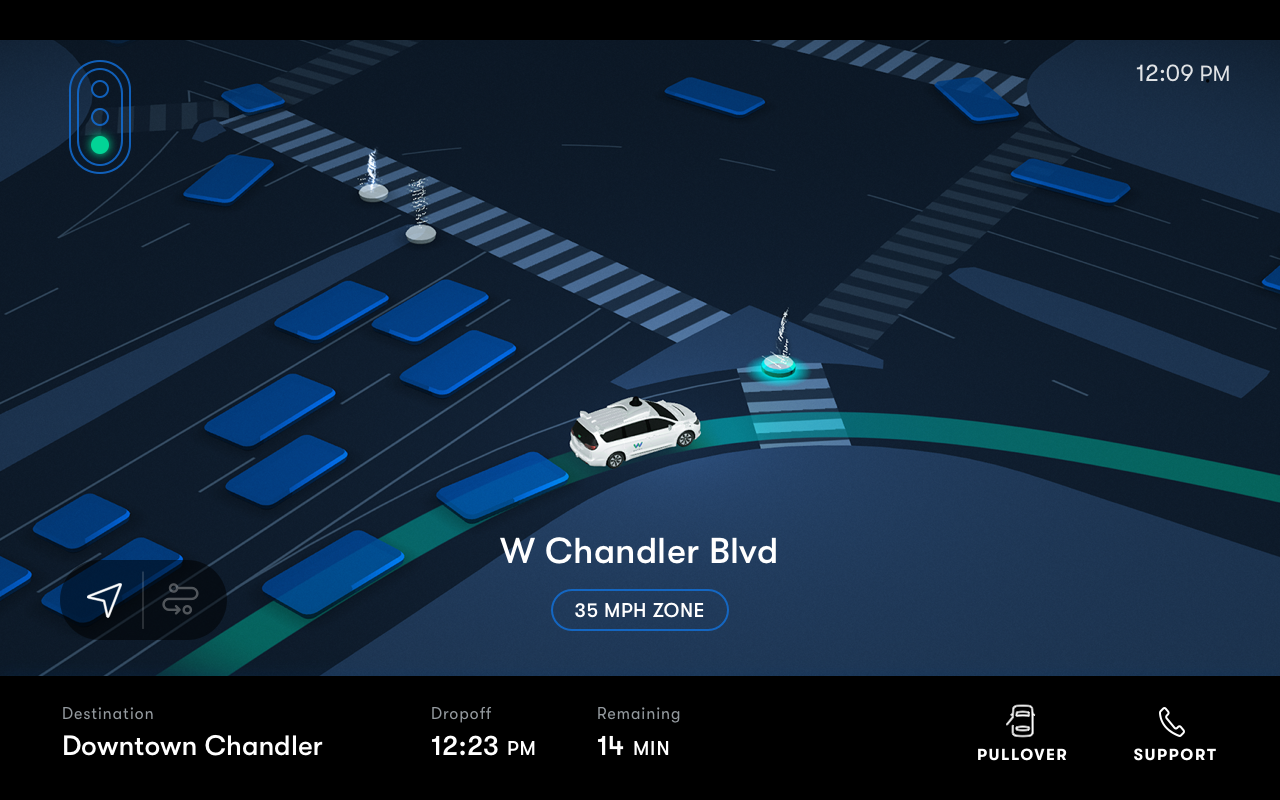 12:09 PM
W Chandler Blvd
35 MPH ZONE
Destination
Downtown Chandler
Dropoff
12:23 PM
Remaining
14 MIN
PULLOVER
SUPPORT